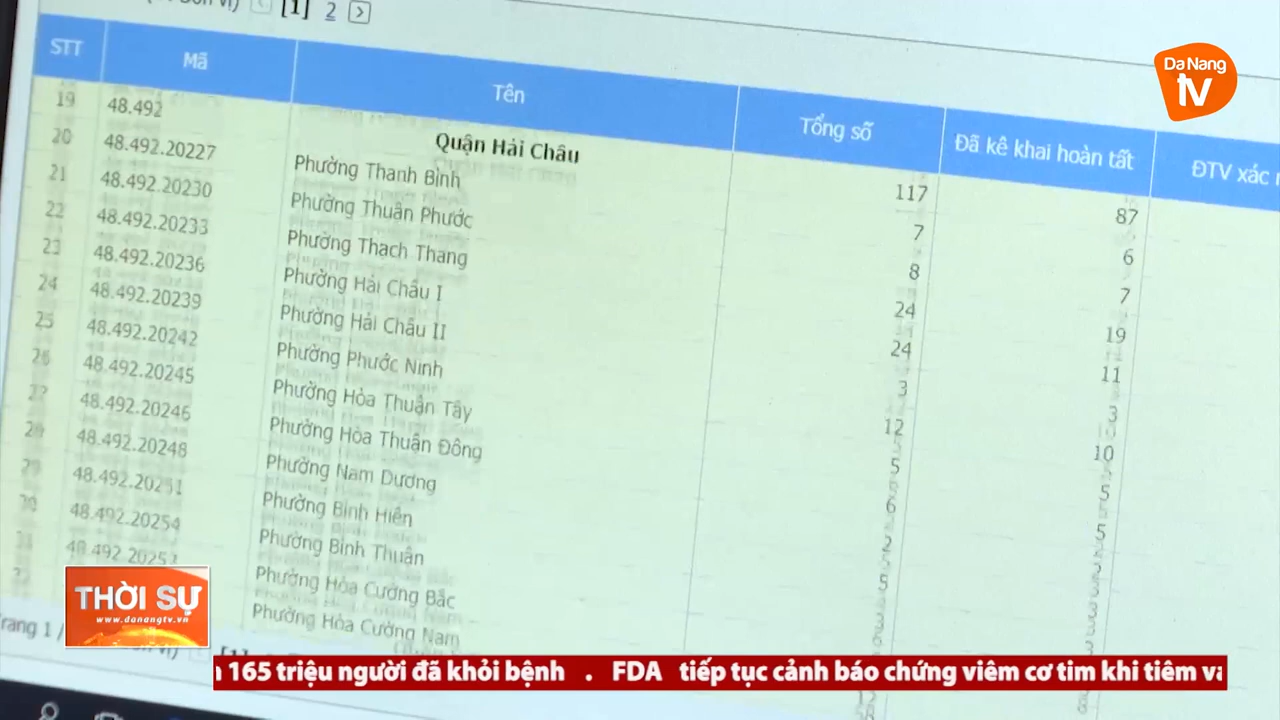 [1] 2
STT Mã Tên Tổng số Đã kê khai hoàn tất ĐTV xác
19 48.492 Quận Hải Châu 117 87
20 48.492.20227 Phường Thanh Bình 7 6
21 48.492.20230 Phường Thuận Phước 8 7
22 48.492.20233 Phường Thạch Thang 24 19
23 48.492.20236 Phường Hải Châu I 24 11
24 48.492.20239 Phường Hải Châu II 3 3
25 48.492.20242 Phường Phước Ninh 12 10
26 48.492.20245 Phường Hòa Thuận Tây 5 5
27 48.492.20246 Phường Hòa Thuận Đông 6 5
28 48.492.20248 Phường Nam Dương
48.492.20251 Phường Bình Hiên
48.492.20254 Phường Bình Thuận
Phường Hòa Cường Bắc
Phường Hòa Cường Nam
Trang 1 /
Da Nang
tv
THỜI SỰ
www.danangtv.vn
165 triệu người đã khỏi bệnh . FDA tiếp tục cảnh báo chứng viêm cơ tim khi tiêm